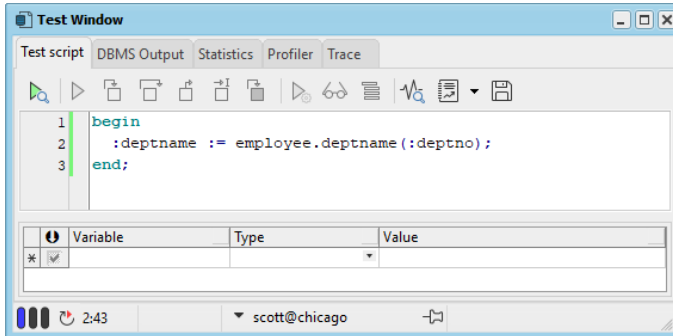 Test Window
Test script DBMS Output Statistics Profiler Trace
1 begin
2 :deptname := employee.deptname(:deptno);
3 end;
Variable Type Value
*
2:43 scott@chicago